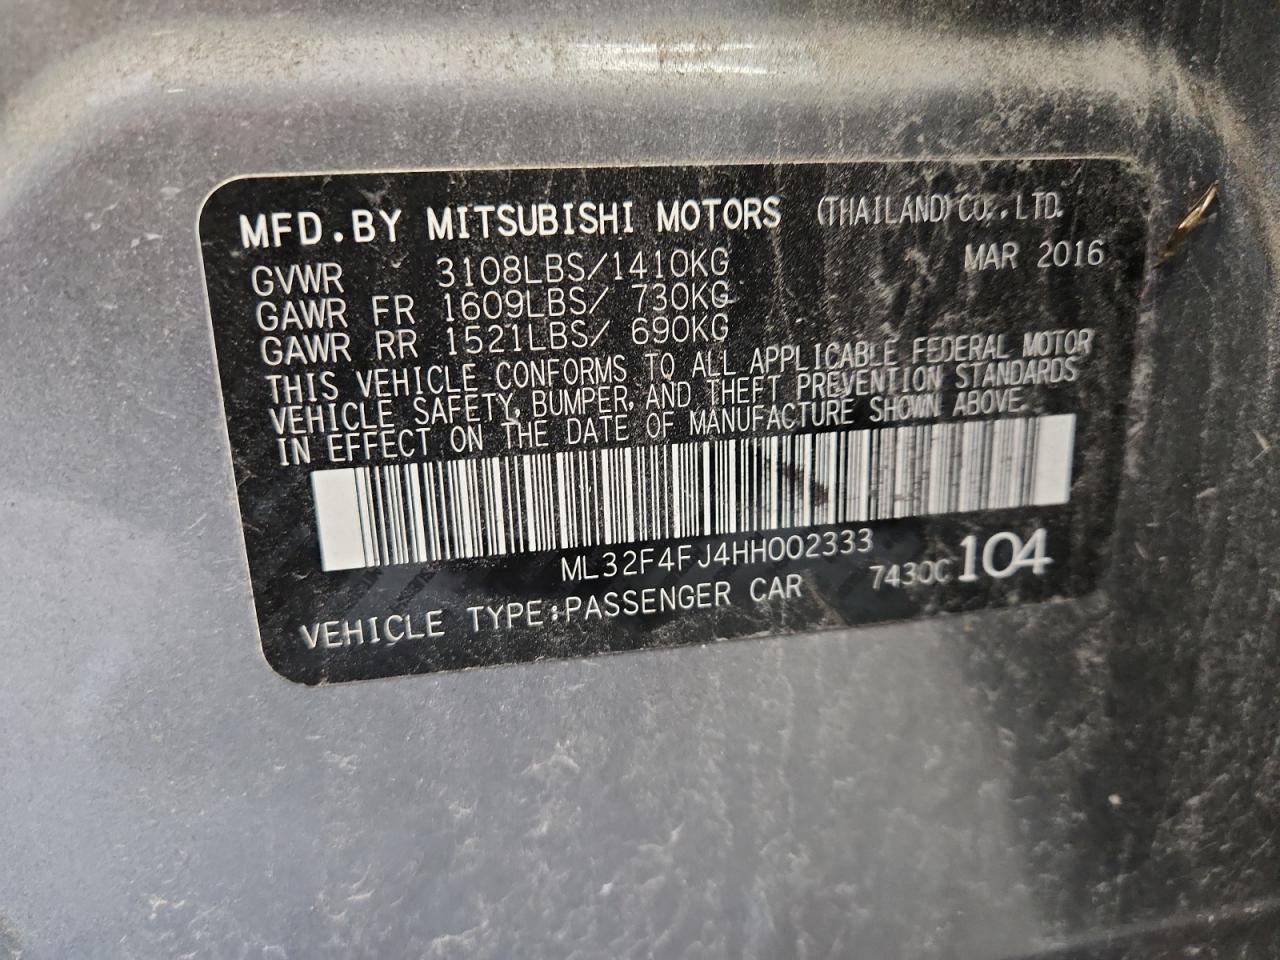 MFD.BY MITSUBISHI MOTORS (THAILAND) CO.,LTD.
GVWR 3108LBS/1410KG MAR 2016
GAWR FR 1609LBS/ 730KG
GAWR RR 1521LBS/ 690KG
THIS VEHICLE CONFORMS TO ALL APPLICABLE FEDERAL MOTOR
VEHICLE SAFETY, BUMPER, AND THEFT PREVENTION STANDARDS
IN EFFECT ON THE DATE OF MANUFACTURE SHOWN ABOVE.
ML32F4FJ4HH002333
VEHICLE TYPE:PASSENGER CAR 7430C 104